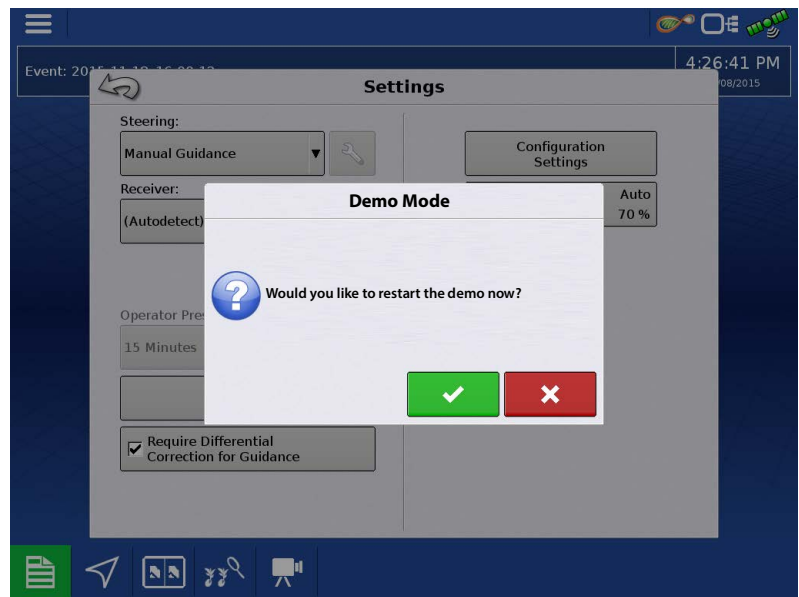 4:26:41 PM
Event: 20
08/2015
Settings
Steering:
Manual Guidance
Configuration
Settings
Receiver:
(Autodetect)
Auto
70 %
Demo Mode
Would you like to restart the demo now?
Operator Pre
15 Minutes
Require Differential
Correction for Guidance